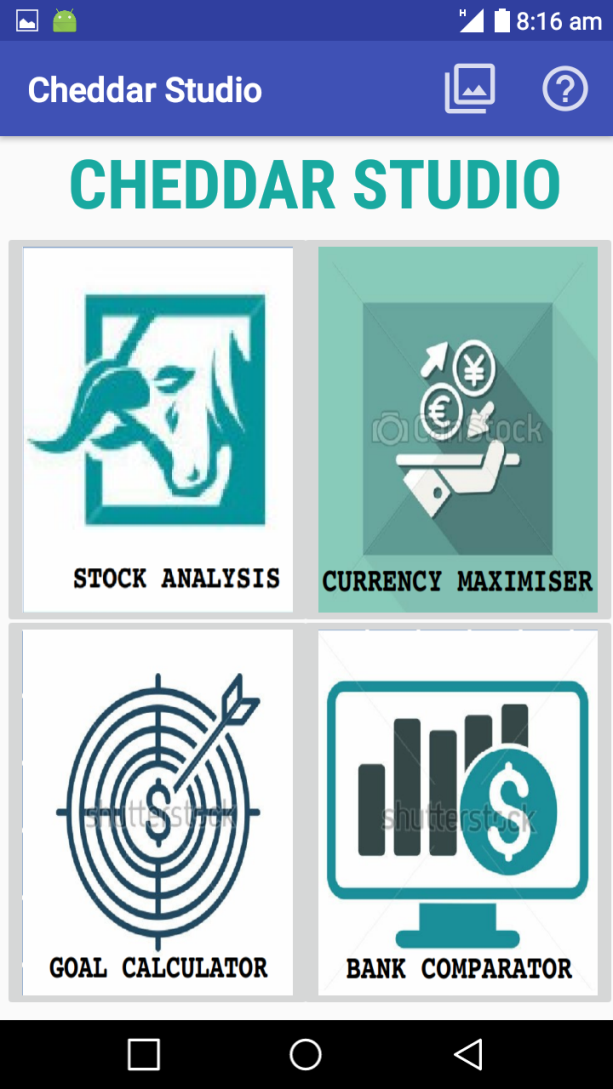 H
8:16 am
Cheddar Studio
CHEDDAR STUDIO
CanStock
STOCK ANALYSIS
CURRENCY MAXIMISER
shutterstock
shutterstock
GOAL CALCULATOR
BANK COMPARATOR